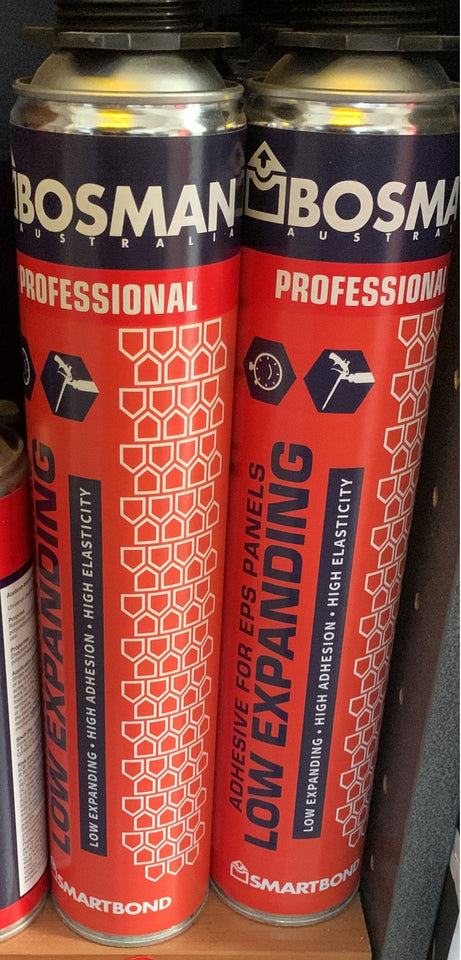 BOSMAN
AUSTRALIA
PROFESSIONAL
LOW EXPANDING
LOW EXPANDING • HIGH ADHESION • HIGH ELASTICITY
SMARTBOND
BOSMA
AUSTRAL
PROFESSIONAL
ADHESIVE FOR EPS PANELS
LOW EXPANDING
LOW EXPANDING • HIGH ADHESION • HIGH ELASTICITY
SMARTBOND